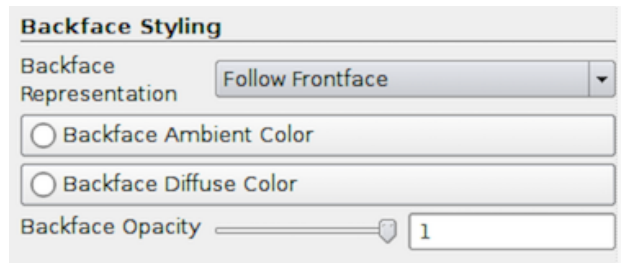 Backface Styling
Backface
Representation
Follow Frontface
Backface Ambient Color
Backface Diffuse Color
Backface Opacity 1